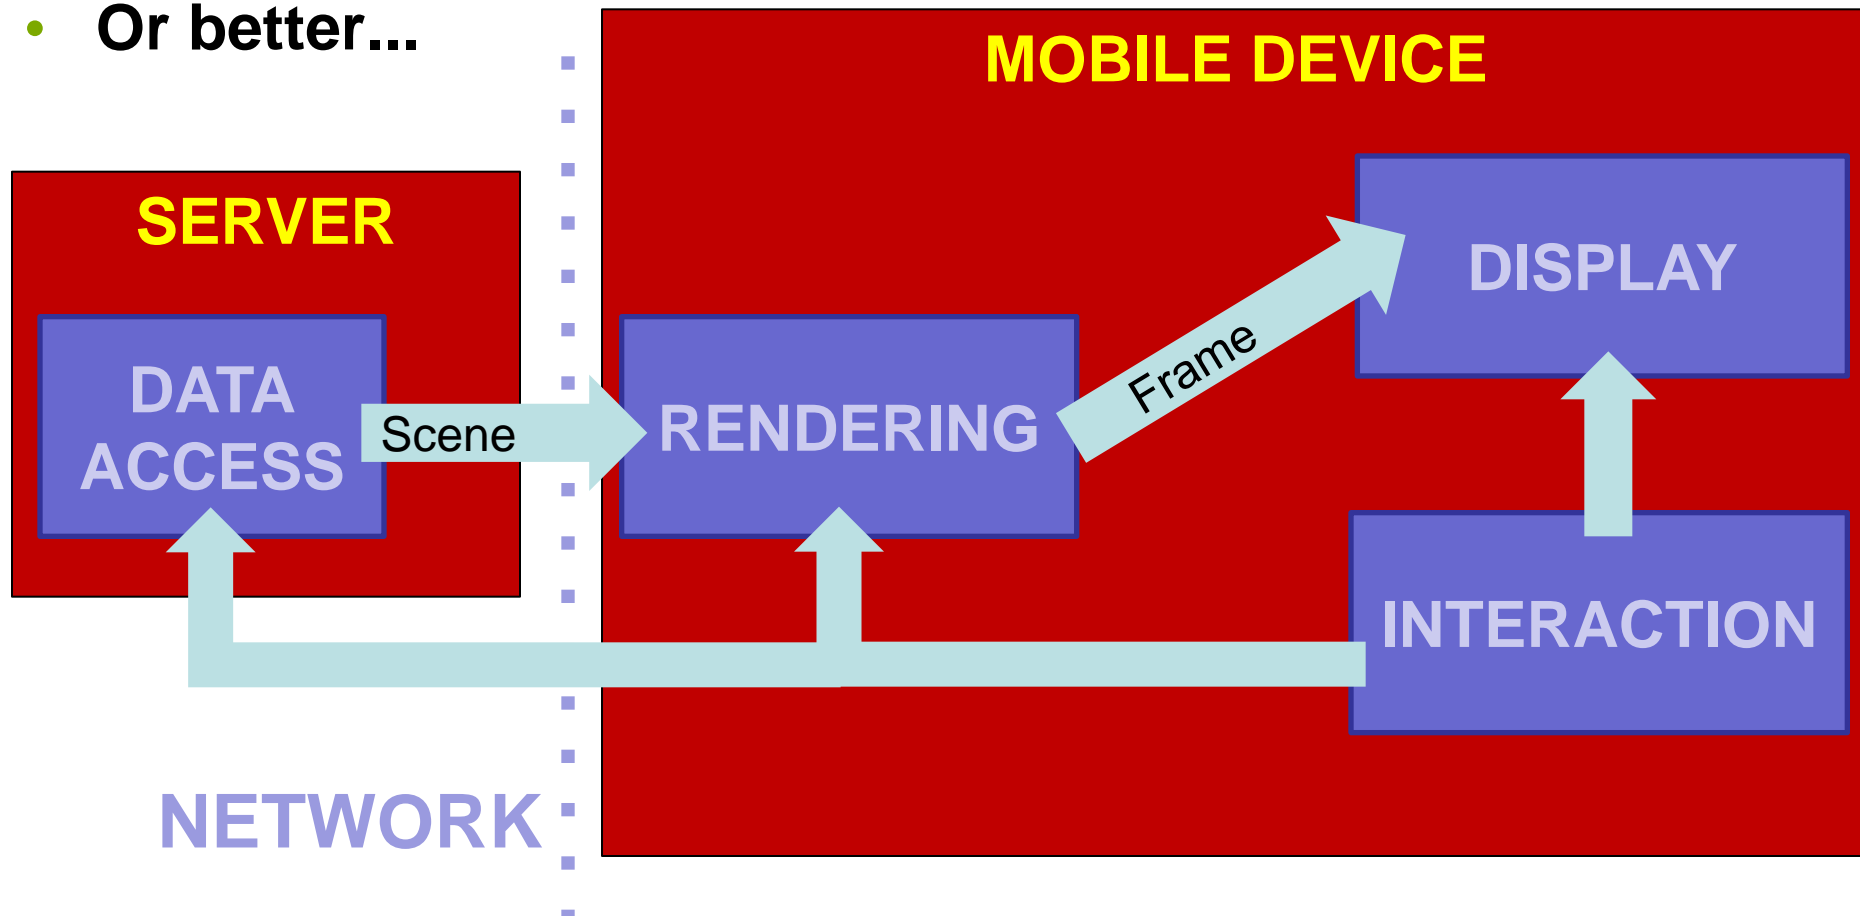 • Or better...
MOBILE DEVICE
SERVER
DISPLAY
DATA
ACCESS
Scene
RENDERING
Frame
INTERACTION
NETWORK